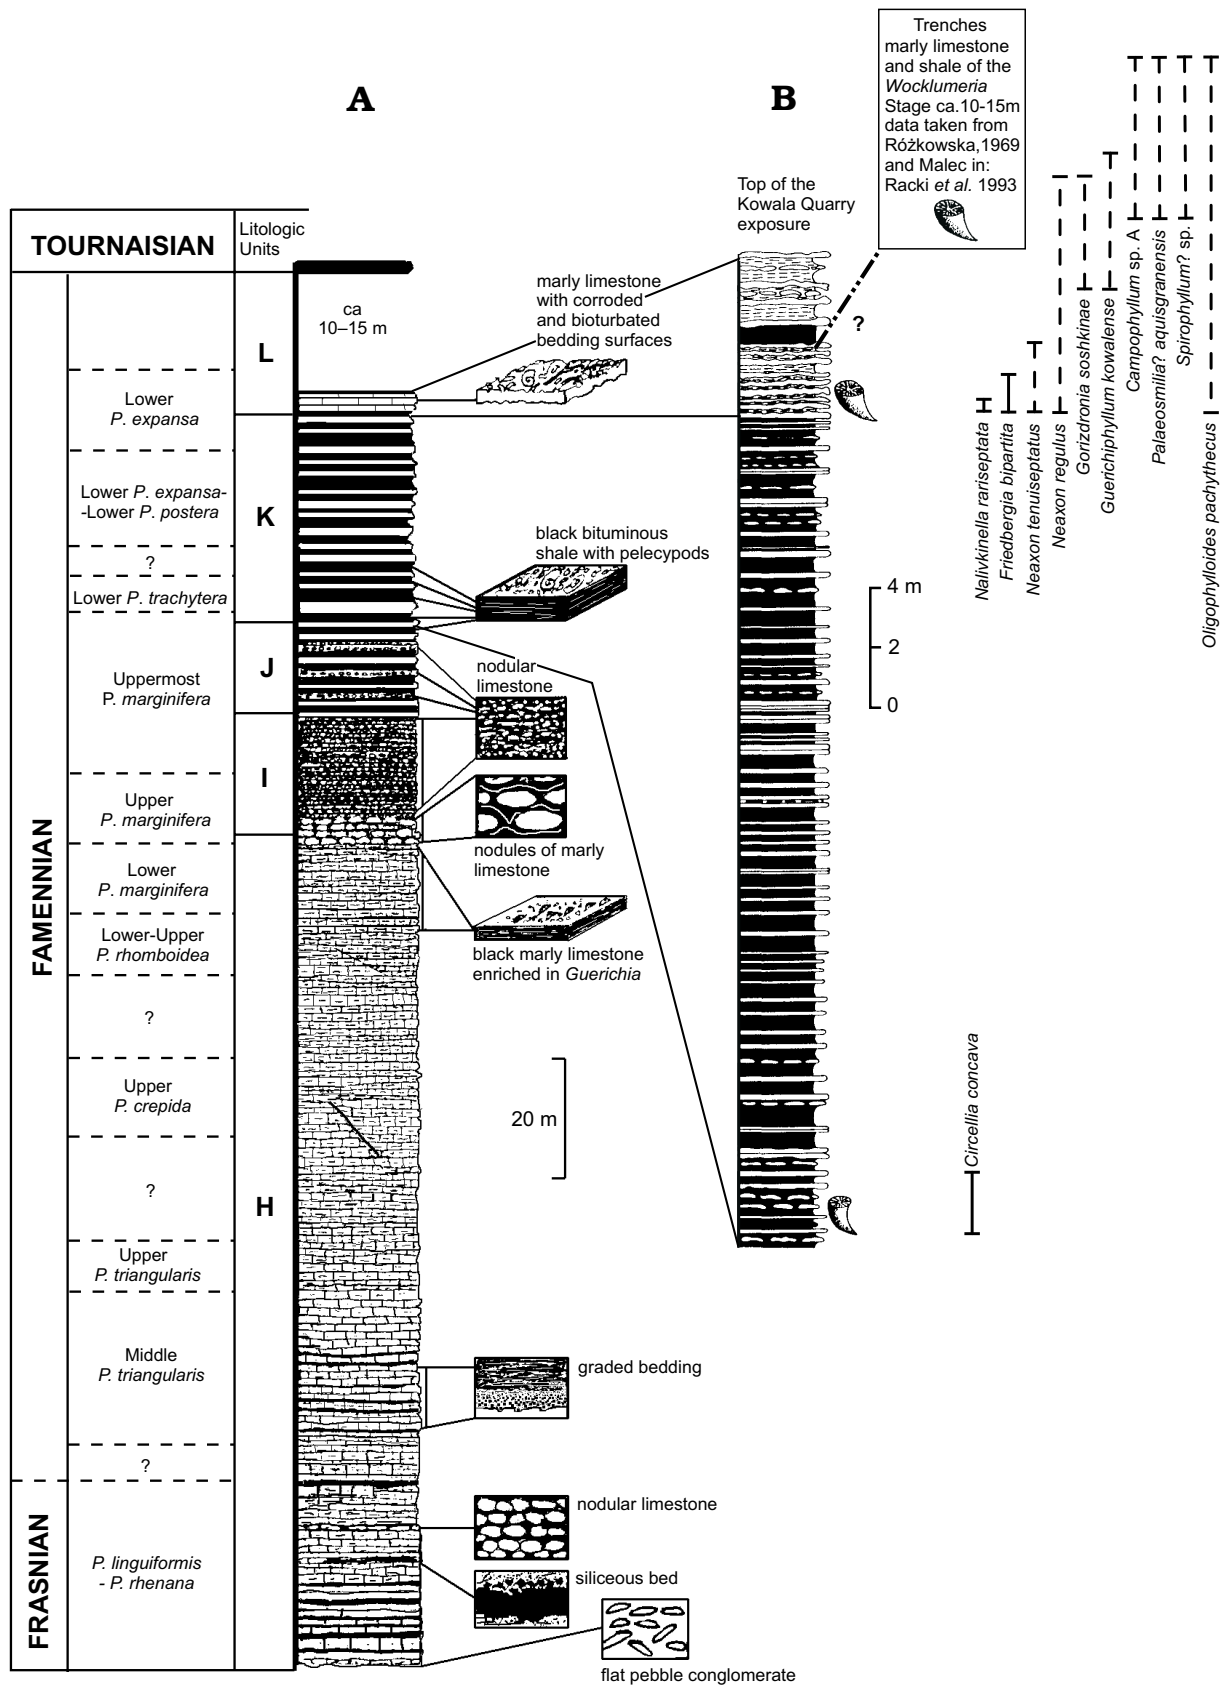 A
B
Trenches
marly limestone
and shale of the
Wocklumeria
Stage ca.10-15m
data taken from
Różkowska,1969
and Malec in:
Racki et al. 1993
Top of the
Kowala Quarry
exposure
TOURNAISIAN
Litologic
Units
ca
10–15 m
marly limestone
with corroded
and bioturbated
bedding surfaces
?
L
Lower
P. expansa
Lower P. expansa-
-Lower P. postera
K
?
Lower P. trachytera
black bituminous
shale with pelecypods
Uppermost
P. marginifera
J
nodular
limestone
I
Upper
P. marginifera
nodules of marly
limestone
Lower
P. marginifera
Lower-Upper
P. rhomboidea
black marly limestone
enriched in Guerichia
FAMENNIAN
?
Upper
P. crepida
20 m
?
H
Upper
P. triangularis
Middle
P. triangularis
graded bedding
?
FRASNIAN
P. linguiformis
- P. rhenana
nodular limestone
siliceous bed
flat pebble conglomerate
4 m
2
0
Nalivkinella rariseptata
Friedbergia bipartita
Neaxon tenuiseptatus
Neaxon regulus
Gorizdronia soshkinae
Guerichiphyllum kowalense
Campophyllum sp. A
Palaeosmilia? aquisgranensis
Spirophyllum? sp.
Oligophylloides pachythecus
Circellia concava